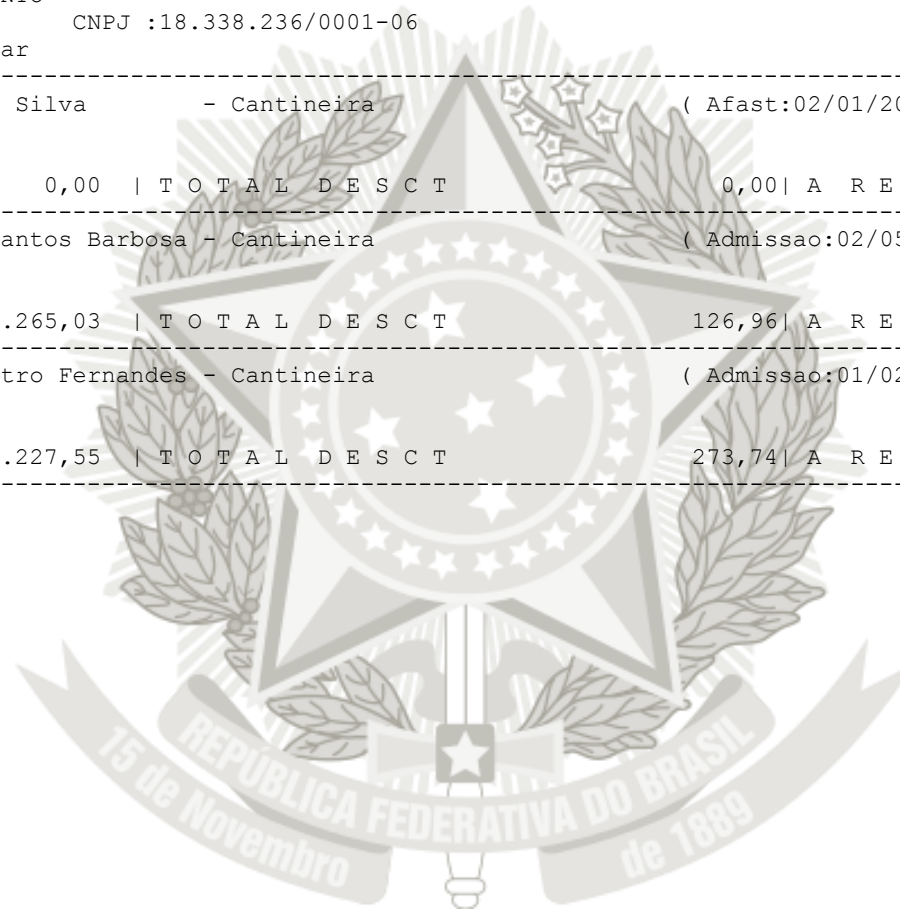 CNPJ :18.338.236/0001-06
ar
--------------------------------------------------------------
Silva - Cantineira ( Afast:02/01/20
0,00 | T O T A L D E S C T 0,00| A R E
--------------------------------------------------------------
antos Barbosa - Cantineira ( Admissao:02/05
.265,03 | T O T A L D E S C T 126,96| A R E
--------------------------------------------------------------
tro Fernandes - Cantineira ( Admissao:01/02
.227,55 | T O T A L D E S C T 273,74| A R E
--------------------------------------------------------------
REPÚBLICA FEDERATIVA DO BRASIL
15 de Novembro de 1889